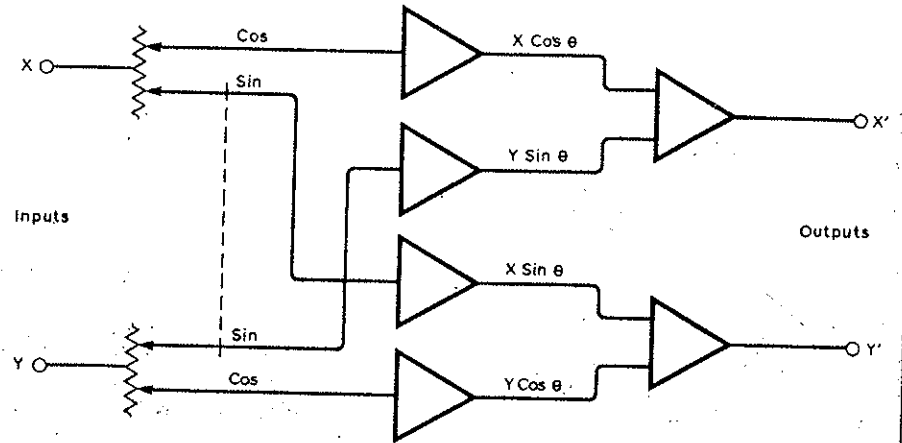 Cos
X Cos θ
X
Sin
X'
Y Sin θ
Inputs
Outputs
X Sin θ
Sin
Y
Y'
Cos
Y Cos θ